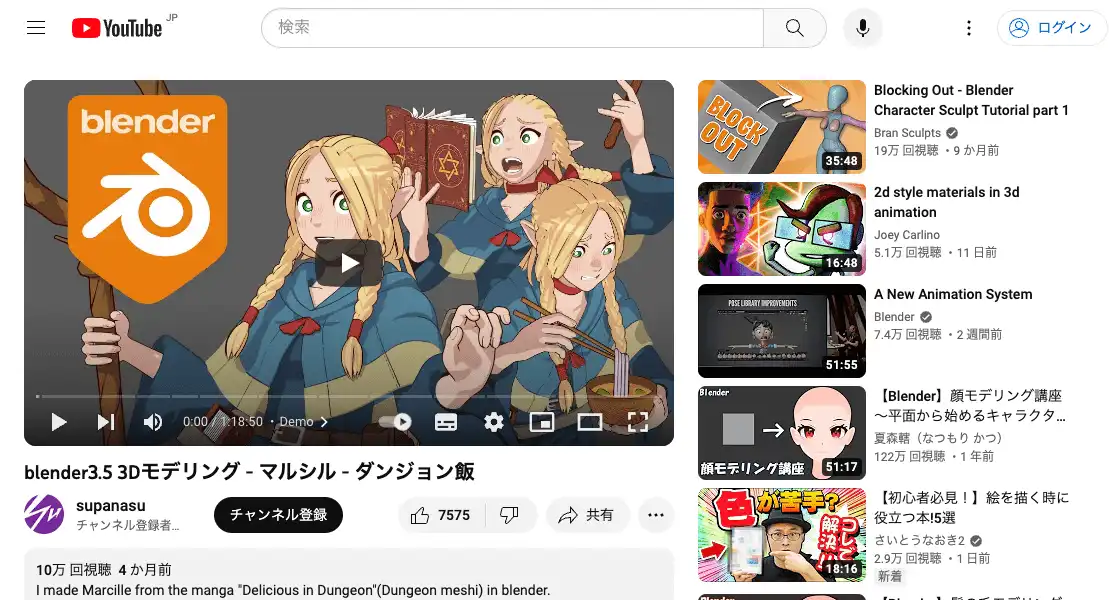 YouTube JP
検索
ログイン
blender
0:00 / 1:18:50 ・ Demo
blender3.5 3Dモデリング - マルシル - ダンジョン飯
supanasu
チャンネル登録者...
チャンネル登録
7575
共有
10万 回視聴 4 か月前
I made Marcille from the manga "Delicious in Dungeon"(Dungeon meshi) in blender.
BLOCK
OUT
35:48
Blocking Out - Blender
Character Sculpt Tutorial part 1
Bran Sculpts
19万 回視聴 ・9 か月前
16:48
2d style materials in 3d
animation
Joey Carlino
5.1万 回視聴 ・11 日前
POSE LIBRARY IMPROVEMENTS
51:55
A New Animation System
Blender
7.4万 回視聴 ・2 週間前
Blender
顔モデリング講座
51:17
【Blender】顔モデリング講座
～平面から始めるキャラクタ...
夏森轄（なつもり かつ）
122万 回視聴 ・1 年前
色が苦手?
コレで
解決!!
18:16
【初心者必見！】絵を描く時に
役立つ本!5選
さいとうなおき2
2.9万 回視聴 ・1 日前
新着